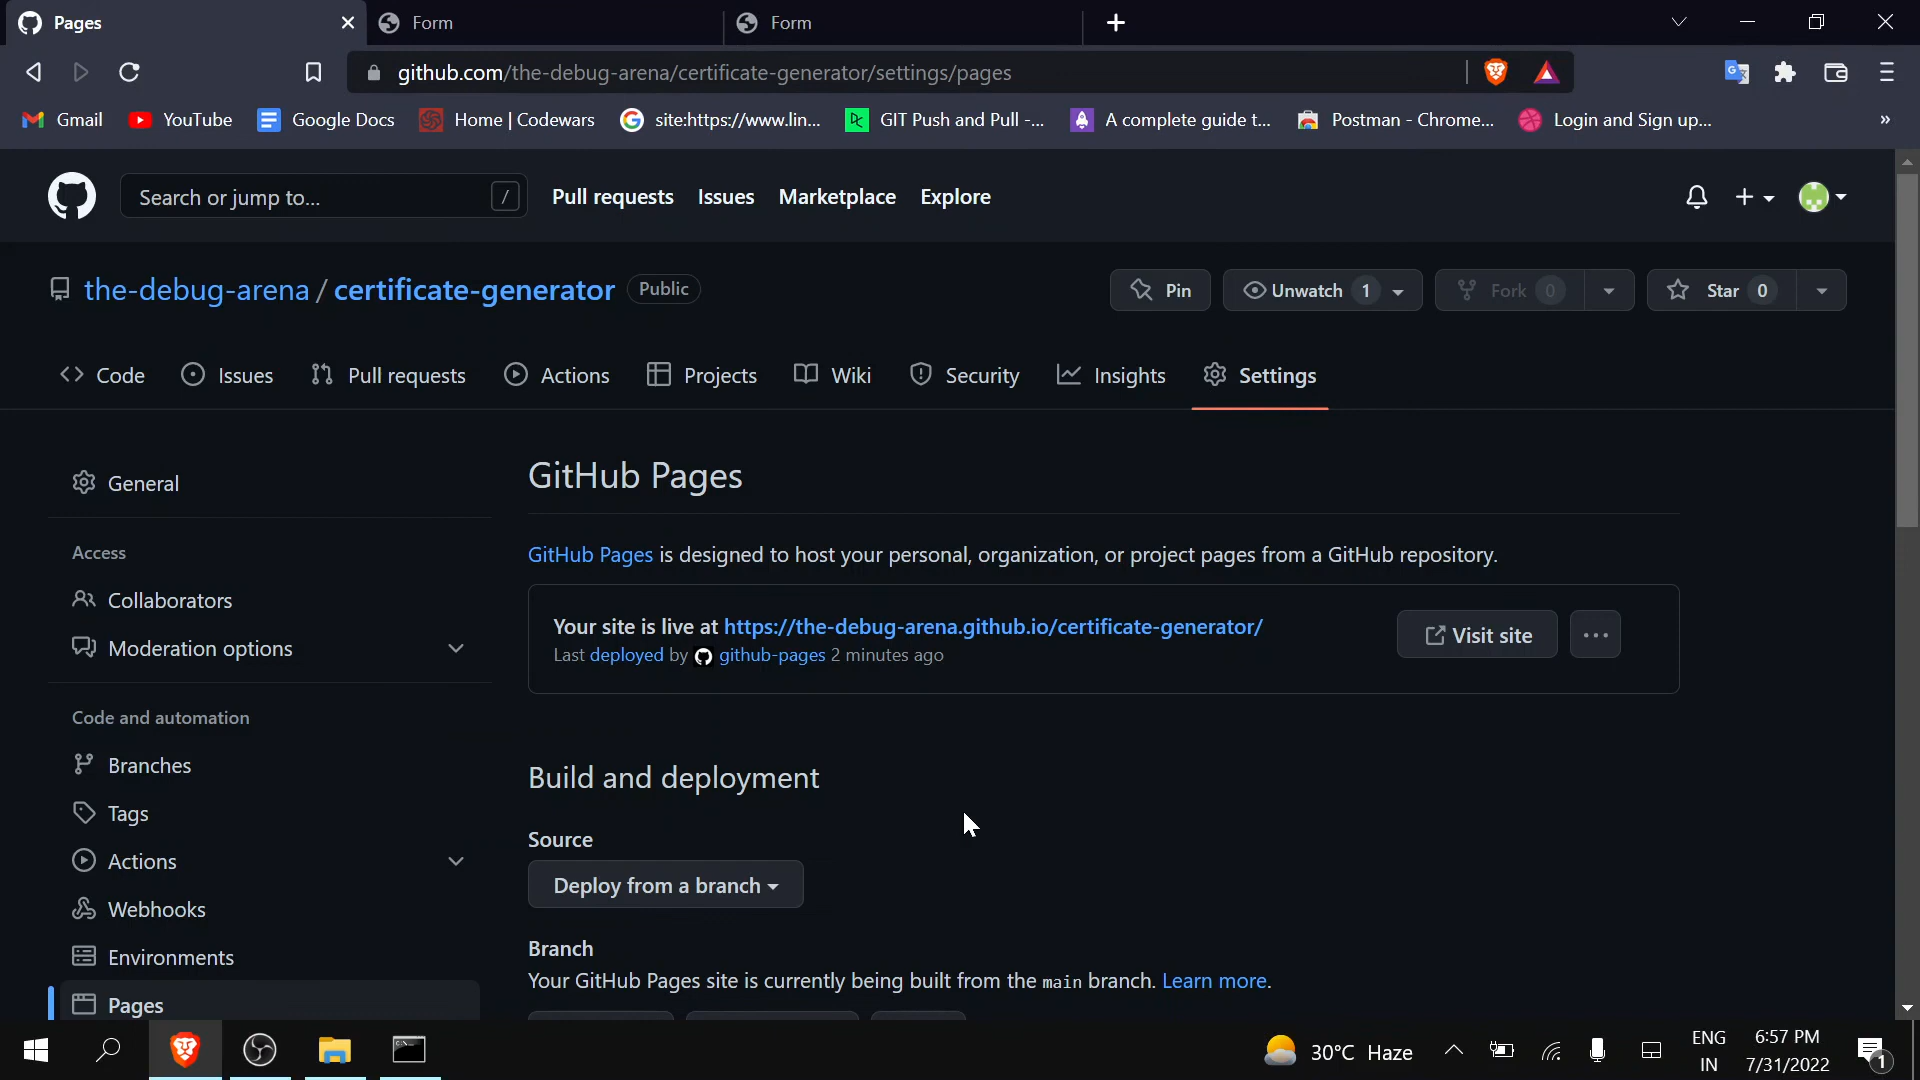 Pages
Form
Form
github.com/the-debug-arena/certificate-generator/settings/pages
Gmail
YouTube
Google Docs
Home | Codewars
site:https://www.lin...
GIT Push and Pull -...
A complete guide t...
Postman - Chrome...
Login and Sign up...
»
Search or jump to...
/
Pull requests
Issues
Marketplace
Explore
the-debug-arena / certificate-generator
Public
Pin
Unwatch 1
Fork 0
Star 0
Code
Issues
Pull requests
Actions
Projects
Wiki
Security
Insights
Settings
General
Access
Collaborators
Moderation options
Code and automation
Branches
Tags
Actions
Webhooks
Environments
Pages
GitHub Pages
GitHub Pages is designed to host your personal, organization, or project pages from a GitHub repository.
Your site is live at https://the-debug-arena.github.io/certificate-generator/
Last deployed by github-pages 2 minutes ago
Visit site
Build and deployment
Source
Deploy from a branch
Branch
Your GitHub Pages site is currently being built from the main branch. Learn more.
30°C Haze
ENG
IN
6:57 PM
7/31/2022
1